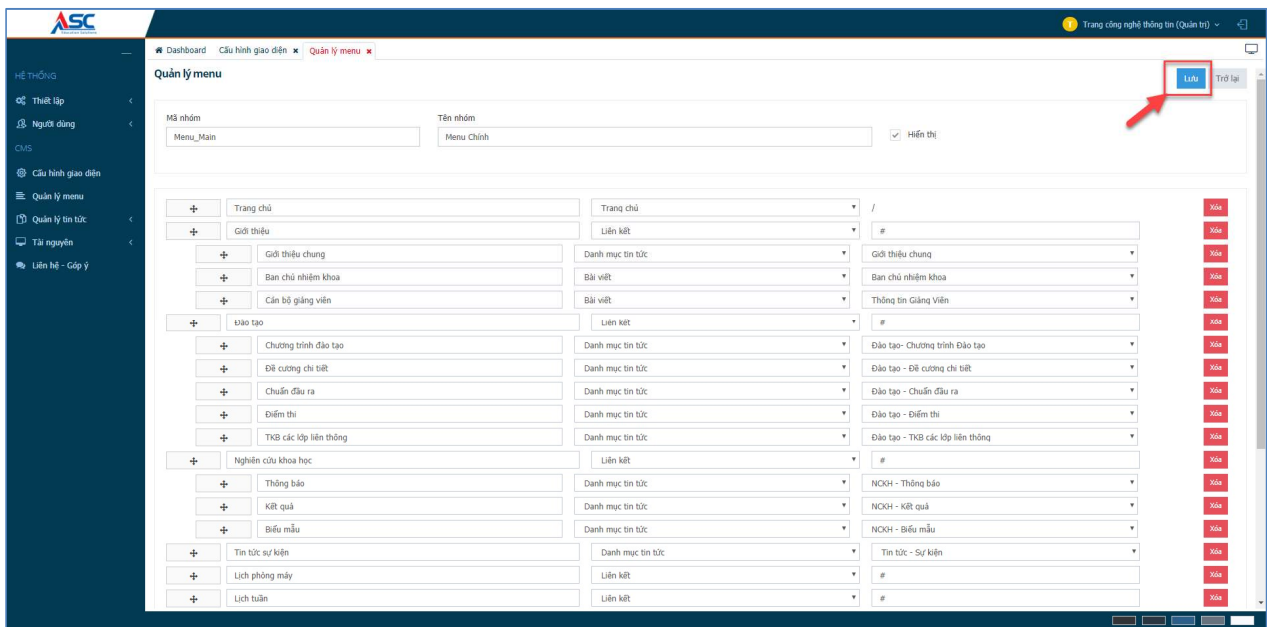 ASC
Education Solutions
T Trang công nghệ thông tin (Quản trị)
Dashboard Cấu hình giao diện x Quản lý menu x
HỆ THỐNG
Thiết lập
Người dùng
CMS
Cấu hình giao diện
Quản lý menu
Quản lý tin tức
Tài nguyên
Liên hệ - Góp ý
Quản lý menu
Lưu Trở lại
Mã nhóm Tên nhóm
Menu_Main Menu Chính Hiển thị
Trang chủ Trang chủ / Xóa
Giới thiệu Liên kết # Xóa
Giới thiệu chung Danh mục tin tức Giới thiệu chung Xóa
Ban chủ nhiệm khoa Bài viết Ban chủ nhiệm khoa Xóa
Cán bộ giảng viên Bài viết Thông tin Giảng Viên Xóa
Đào tạo Liên kết # Xóa
Chương trình đào tạo Danh mục tin tức Đào tạo- Chương trình Đào tạo Xóa
Đề cương chi tiết Danh mục tin tức Đào tạo - Đề cương chi tiết Xóa
Chuẩn đầu ra Danh mục tin tức Đào tạo - Chuẩn đầu ra Xóa
Điểm thi Danh mục tin tức Đào tạo - Điểm thi Xóa
TKB các lớp liên thông Danh mục tin tức Đào tạo - TKB các lớp liên thông Xóa
Nghiên cứu khoa học Liên kết # Xóa
Thông báo Danh mục tin tức NCKH - Thông báo Xóa
Kết quả Danh mục tin tức NCKH - Kết quả Xóa
Biểu mẫu Danh mục tin tức NCKH - Biểu mẫu Xóa
Tin tức sự kiện Danh mục tin tức Tin tức - Sự kiện Xóa
Lịch phòng máy Liên kết # Xóa
Lịch tuần Liên kết # Xóa